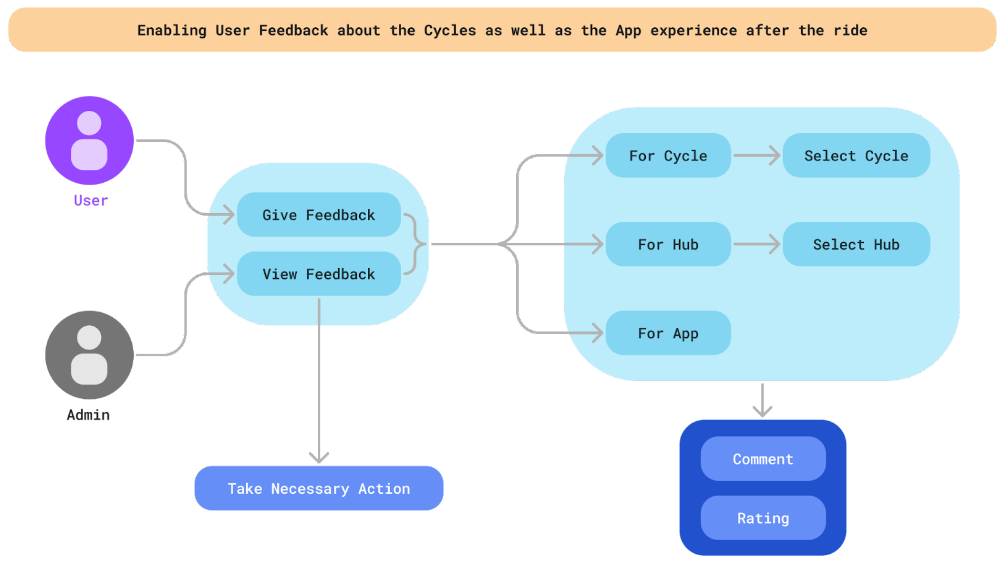 Enabling User Feedback about the Cycles as well as the App experience after the ride
User
Admin
Give Feedback
View Feedback
Take Necessary Action
For Cycle
Select Cycle
For Hub
Select Hub
For App
Comment
Rating